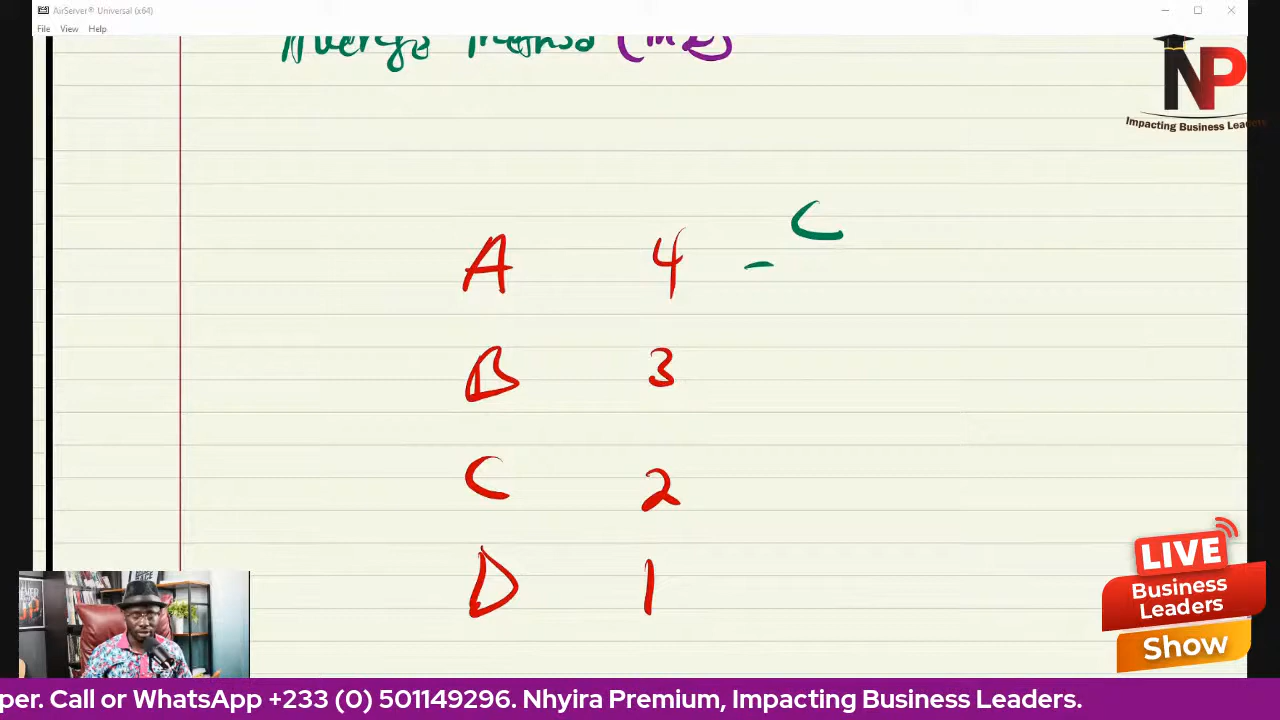 AirServer® Universal (x64)
File View Help
NP
Impacting Business Leaders
A 4 - C
B 3
C 2
D 1
LIVE
Business
Leaders
Show
per. Call or WhatsApp +233 (0) 501149296. Nhyira Premium, Impacting Business Leaders.